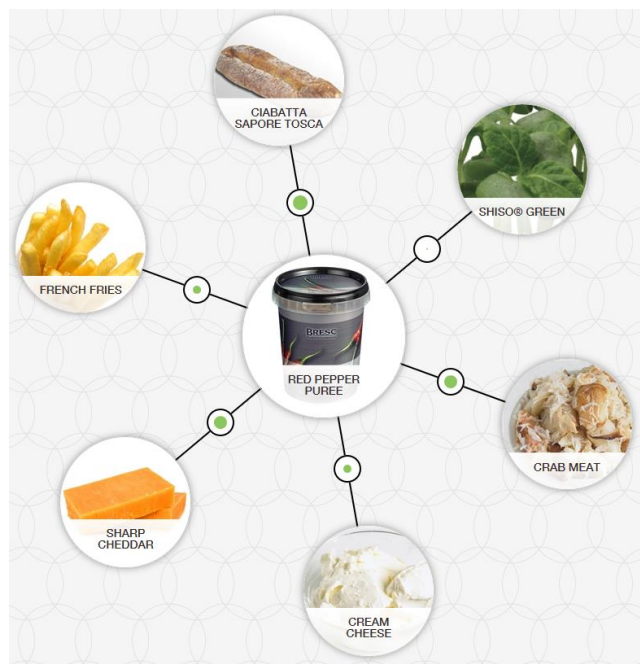 CIABATTA
SAPORE TOSCA
SHISO® GREEN
FRENCH FRIES
BRESC
RED PEPPER
PUREE
CRAB MEAT
SHARP
CHEDDAR
CREAM
CHEESE